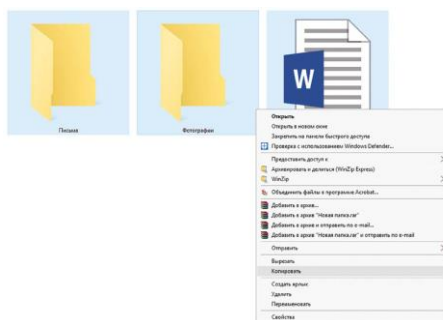 Письма
Фотографии
W
Открыть
Открыть в новом окне
Закрепить на панели быстрого доступа
Проверка с использованием Windows Defender...
Предоставить доступ к
Архивировать и делиться (WinZip Express)
WinZip
Объединить файлы в программе Acrobat...
Добавить в архив...
Добавить в архив "Новая папка.rar"
Добавить в архив и отправить по e-mail...
Добавить в архив "Новая папка.rar" и отправить по e-mail
Отправить
Вырезать
Копировать
Создать ярлык
Удалить
Переименовать
Свойства